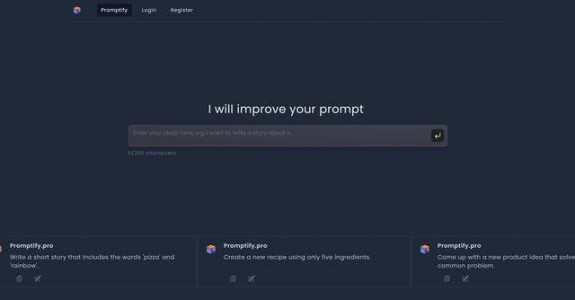 Promptify Login Register
I will improve your prompt
Enter your ideas here eg I want to write a story about a..
0/200 characters
Promptify.pro
Write a short story that includes the words 'pizza' and
'rainbow'.
Promptify.pro
Create a new recipe using only five ingredients.
Promptify.pro
Come up with a new product idea that solve
common problem.